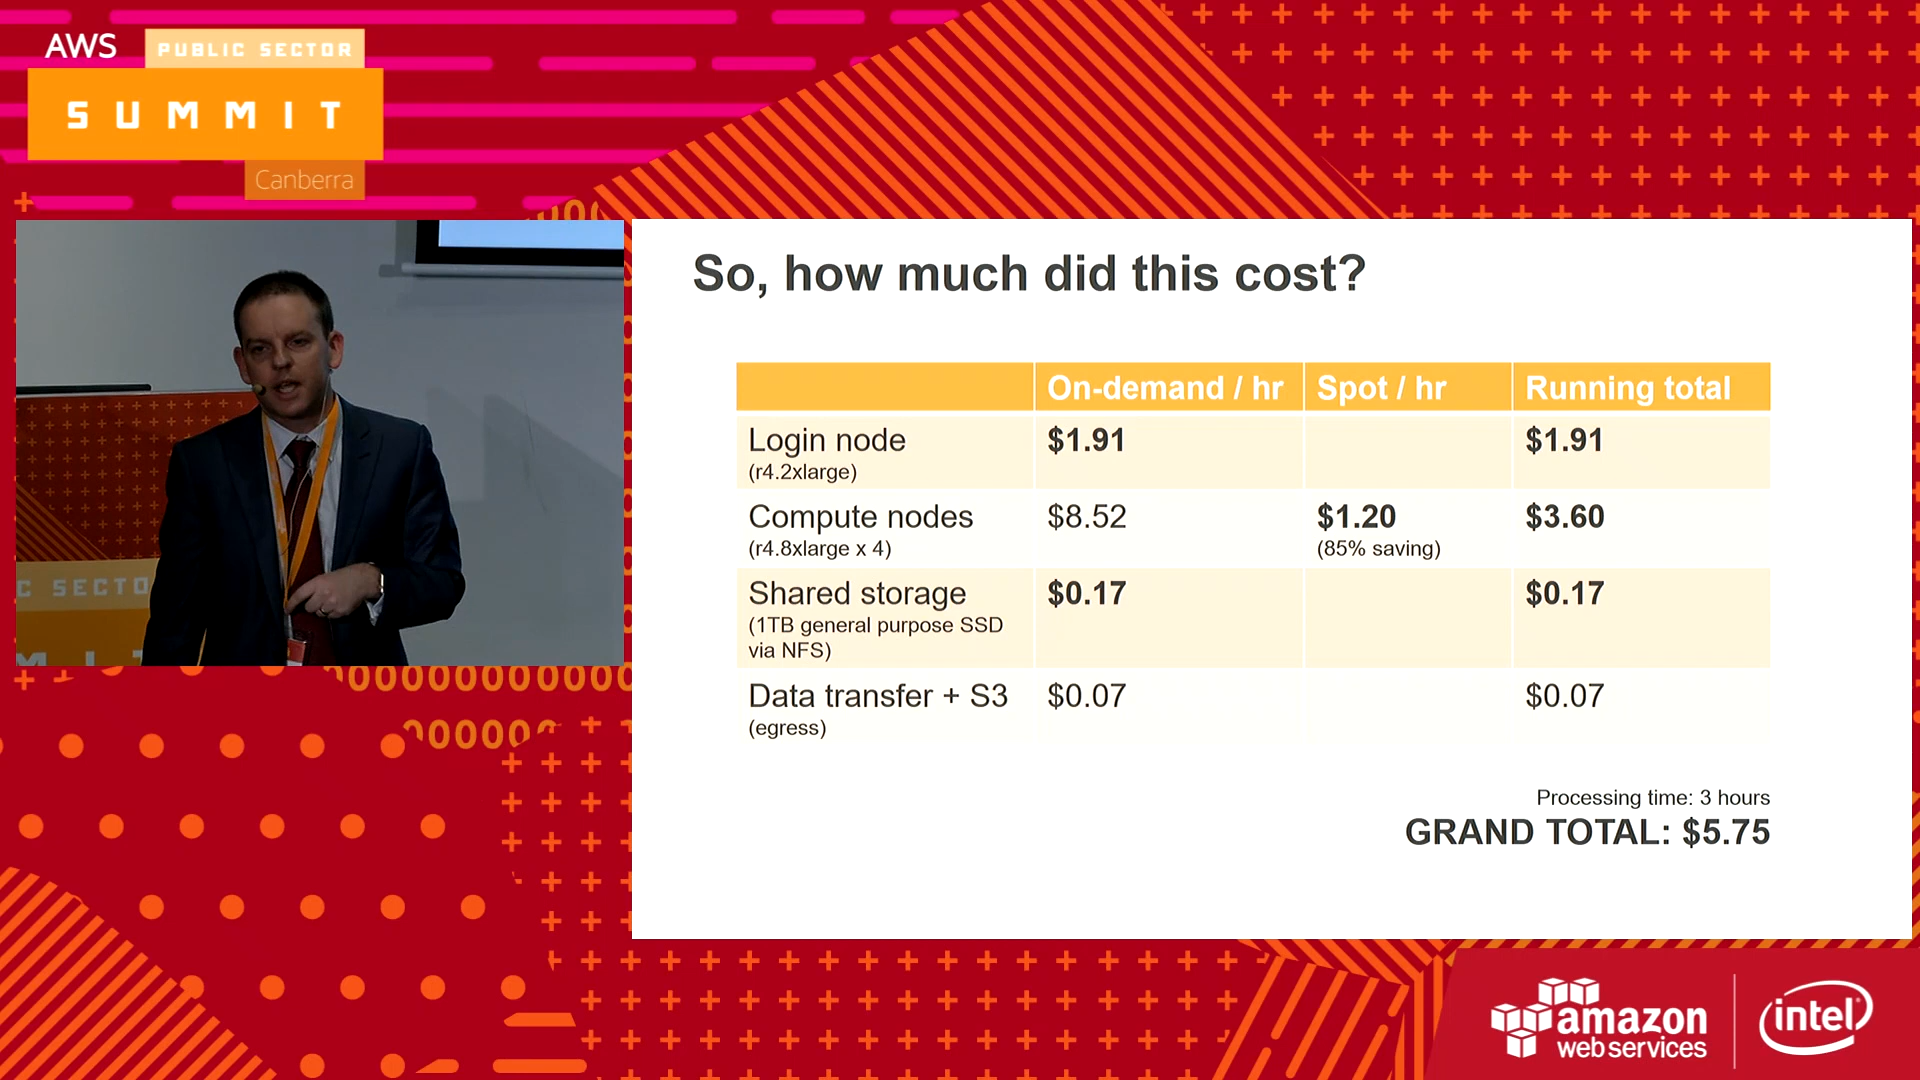 AWS
PUBLIC SECTOR
SUMMIT
Canberra
C SECTO
M I T
So, how much did this cost?
On-demand / hr Spot / hr Running total
Login node $1.91 $1.91
(r4.2xlarge)
Compute nodes $8.52 $1.20 $3.60
(r4.8xlarge x 4) (85% saving)
Shared storage $0.17 $0.17
(1TB general purpose SSD
via NFS)
Data transfer + S3 $0.07 $0.07
(egress)
Processing time: 3 hours
GRAND TOTAL: $5.75
amazon
web services
intel